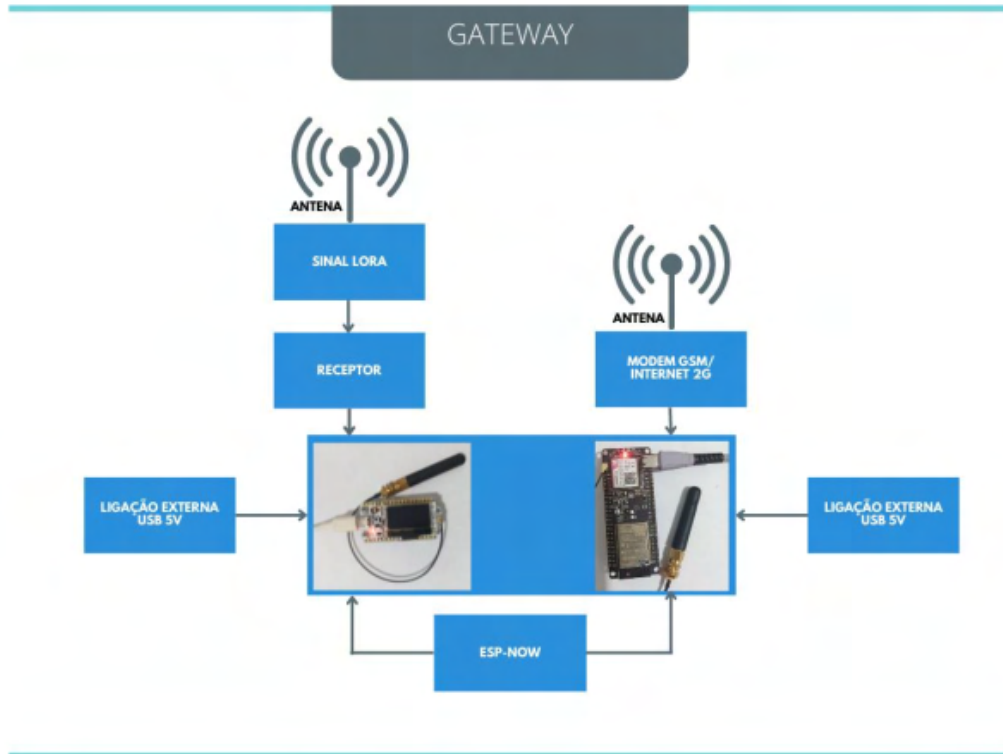 GATEWAY
ANTENA
SINAL LORA
ANTENA
RECEPTOR
MODEM GSM/
INTERNET 2G
LIGAÇÃO EXTERNA
USB 5V
LIGAÇÃO EXTERNA
USB 5V
ESP-NOW